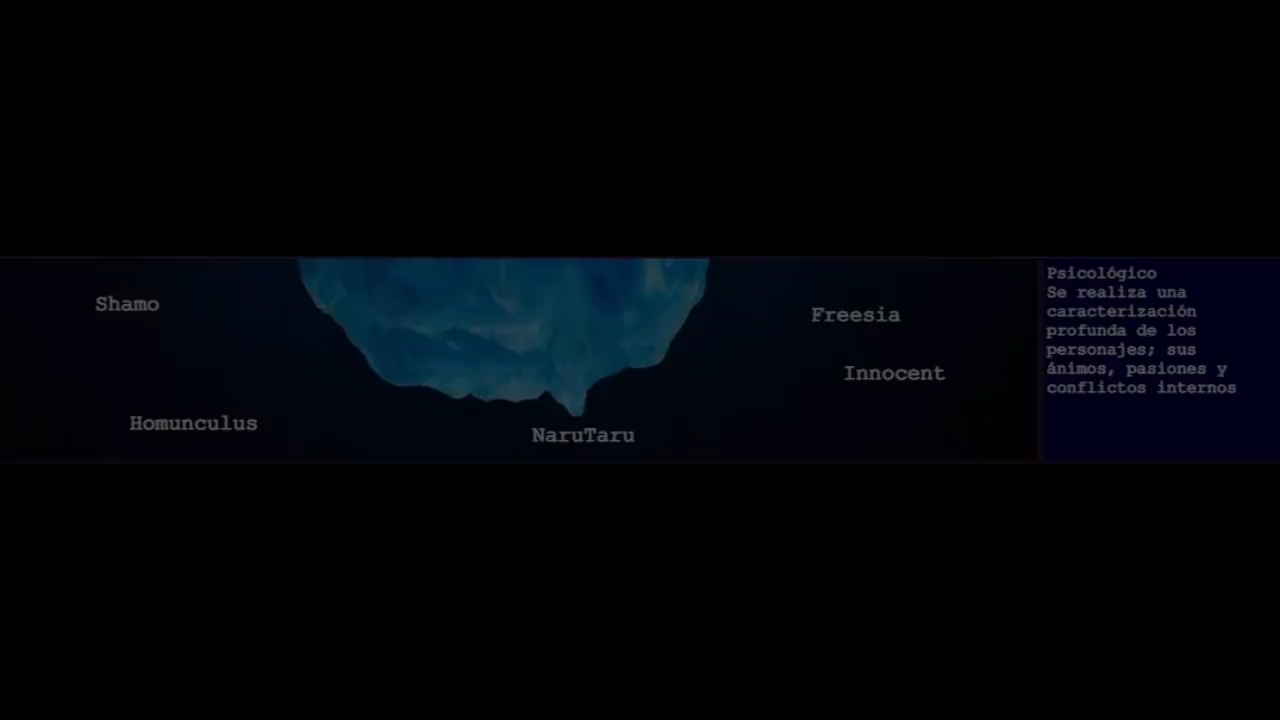 Shamo
Homunculus
NaruTaru
Freesia
Innocent
Psicológico
Se realiza una
caracterización
profunda de los
personajes; sus
ánimos, pasiones y
conflictos internos